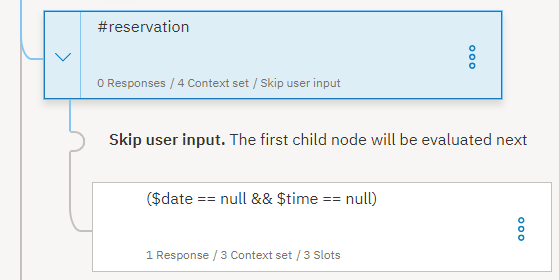 #reservation
0 Responses / 4 Context set / Skip user input
Skip user input. The first child node will be evaluated next
($date == null && $time == null)
1 Response / 3 Context set / 3 Slots